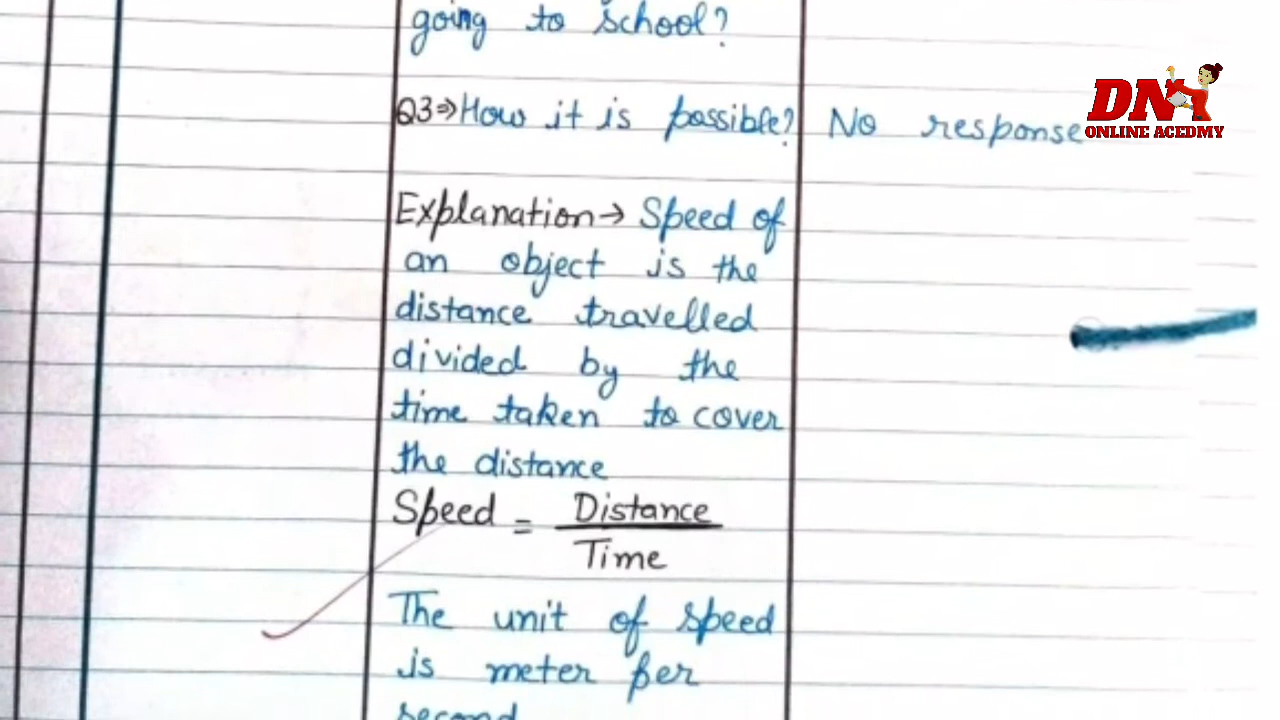 going to school?
Q3⇒How it is possible? No response
Explanation→ Speed of
an object is the
distance travelled
divided by the
time taken to cover
the distance
Speed = Distance
Time
The unit of speed
is meter per
second
DN
ONLINE ACEDMY